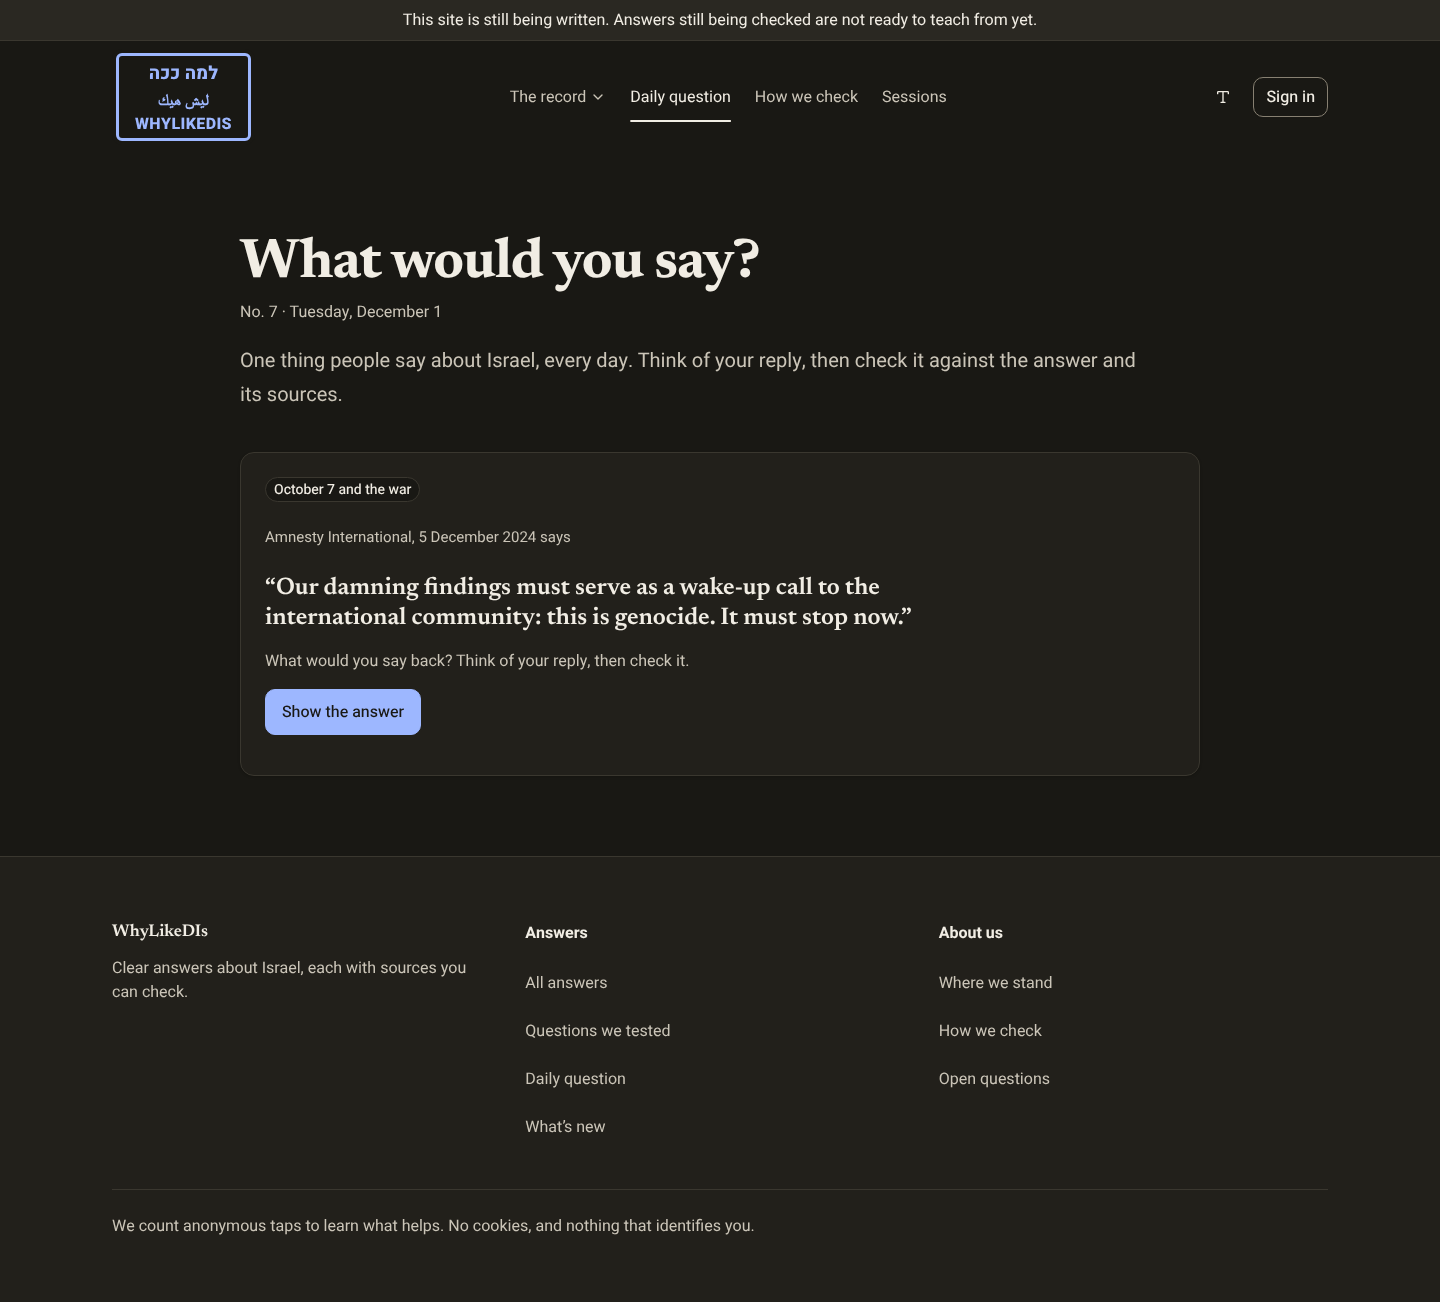 This site is still being written. Answers still being checked are not ready to teach from yet.
למה ככה
ليش هيك
WHYLIKEDIS
The record
Daily question
How we check
Sessions
T
Sign in
What would you say?
No. 7 · Tuesday, December 1
One thing people say about Israel, every day. Think of your reply, then check it against the answer and
its sources.
October 7 and the war
Amnesty International, 5 December 2024 says
“Our damning findings must serve as a wake-up call to the
international community: this is genocide. It must stop now.”
What would you say back? Think of your reply, then check it.
Show the answer
WhyLikeDIs
Clear answers about Israel, each with sources you
can check.
Answers
All answers
Questions we tested
Daily question
What’s new
About us
Where we stand
How we check
Open questions
We count anonymous taps to learn what helps. No cookies, and nothing that identifies you.